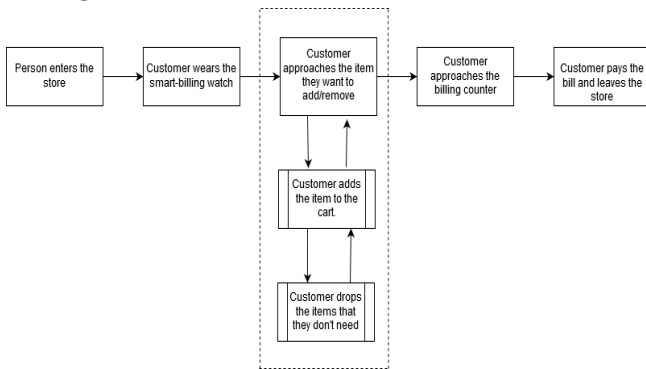 Person enters the
store
Customer wears the
smart-billing watch
Customer
approaches the item
they want to
add/remove
Customer
approaches the
billing counter
Customer pays the
bill and leaves the
store
Customer adds
the item to the
cart.
Customer drops
the items that
they don't need